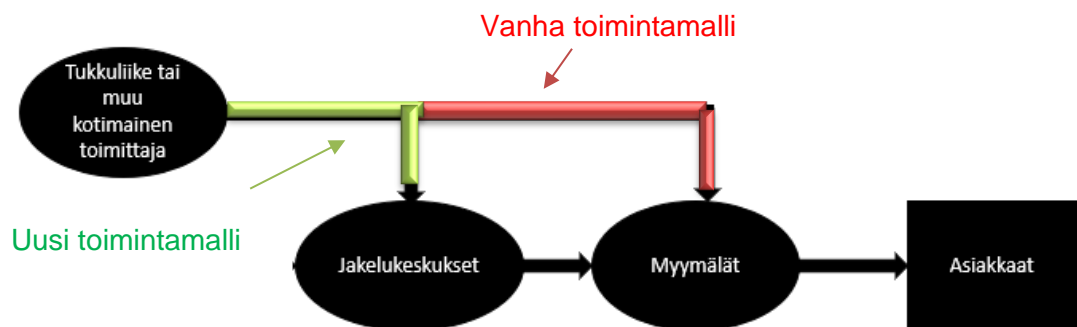 Vanha toimintamalli
Tukkuliike tai
muu
kotimainen
toimittaja
Uusi toimintamalli
Jakelukeskukset
Myymälät
Asiakkaat